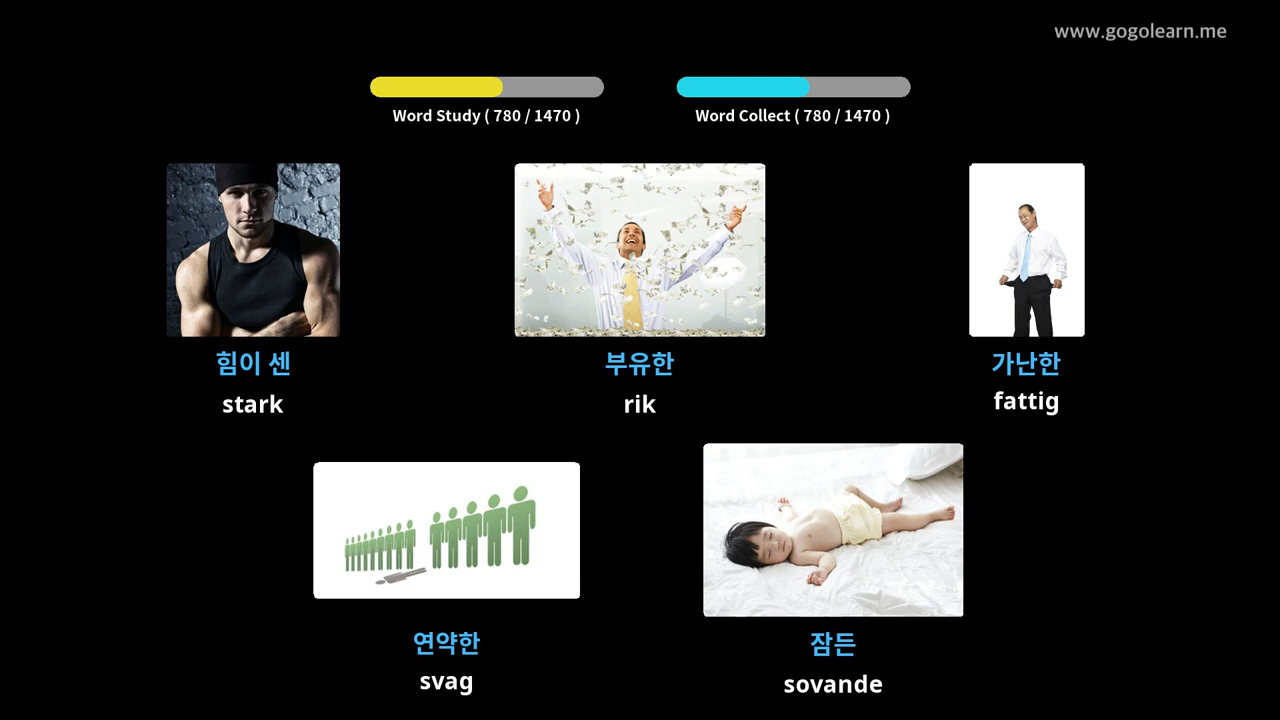 www.gogolearn.me
Word Study ( 780 / 1470 )
Word Collect ( 780 / 1470 )
힘이 센
stark
부유한
rik
가난한
fattig
연약한
svag
잠든
sovande